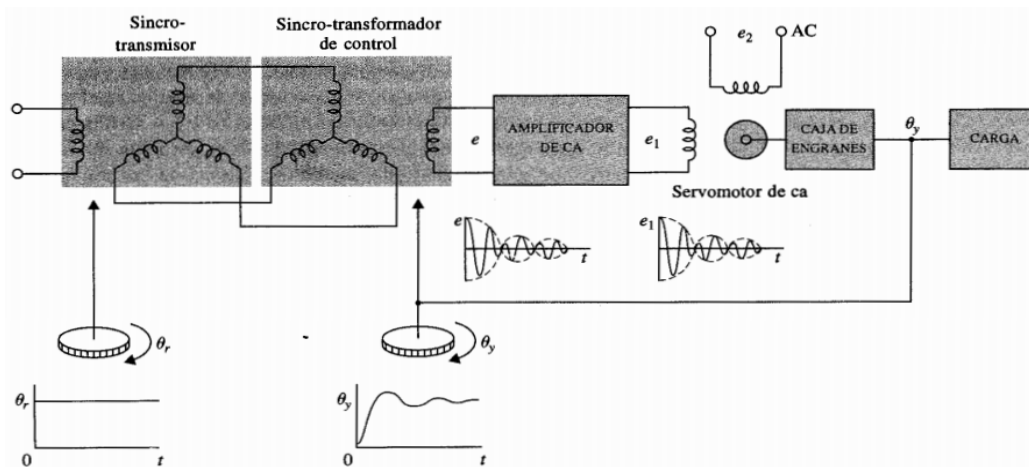 Sincro-
transmisor
Sincro-transformador
de control
e₂
AC
e
AMPLIFICADOR
DE CA
e₁
CAJA DE
ENGRANES
θy
CARGA
Servomotor de ca
e
t
e₁
t
θr
θy
θr
0
t
θy
0
t